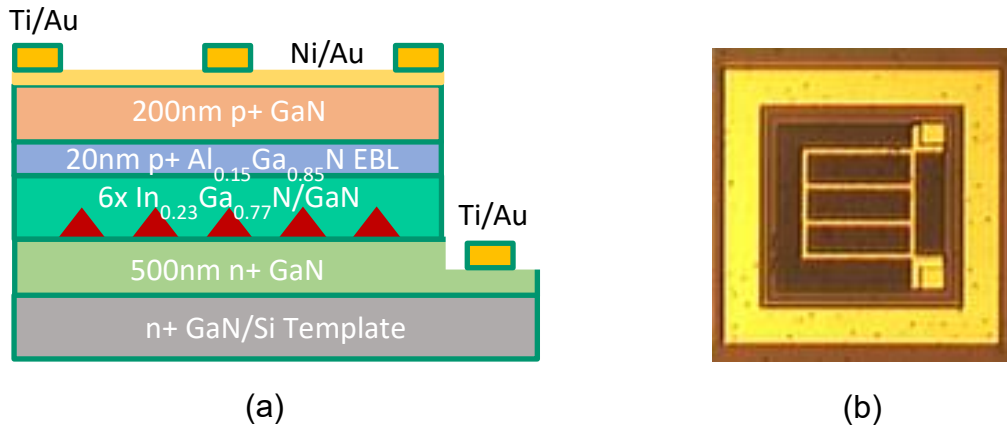 Ti/Au
Ni/Au
200nm p+ GaN
20nm p+ Al0.15Ga0.85N EBL
6x In0.23Ga0.77N/GaN
Ti/Au
500nm n+ GaN
n+ GaN/Si Template
(a)
(b)